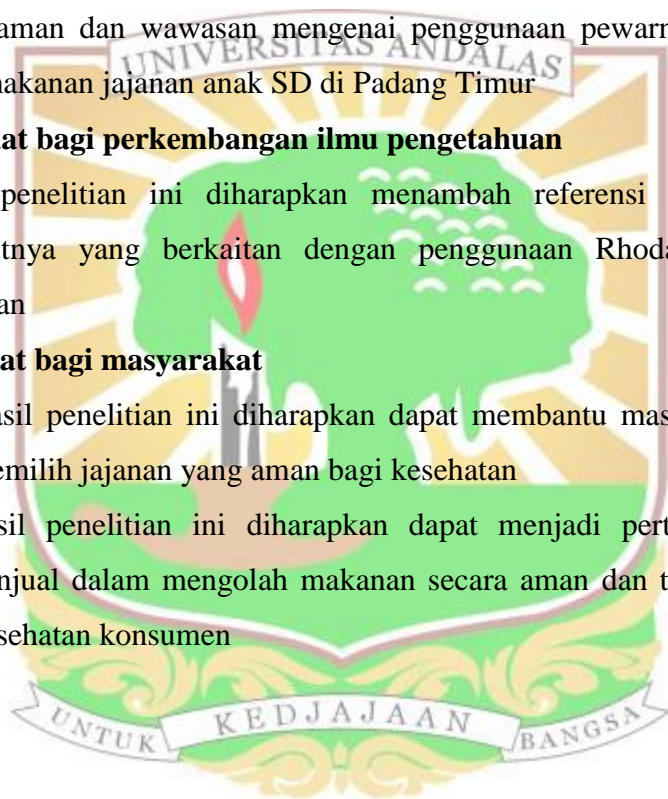 aman dan wawasan mengenai penggunaan pewarn
UNIVERSITAS ANDALAS
akanan jajanan anak SD di Padang Timur
at bagi perkembangan ilmu pengetahuan
penelitian ini diharapkan menambah referensi
tnya yang berkaitan dengan penggunaan Rhoda
an
at bagi masyarakat
asil penelitian ini diharapkan dapat membantu mas
emilih jajanan yang aman bagi kesehatan
sil penelitian ini diharapkan dapat menjadi pert
njual dalam mengolah makanan secara aman dan t
sehatan konsumen
UNTUK KEDJAJAAN BANGSA